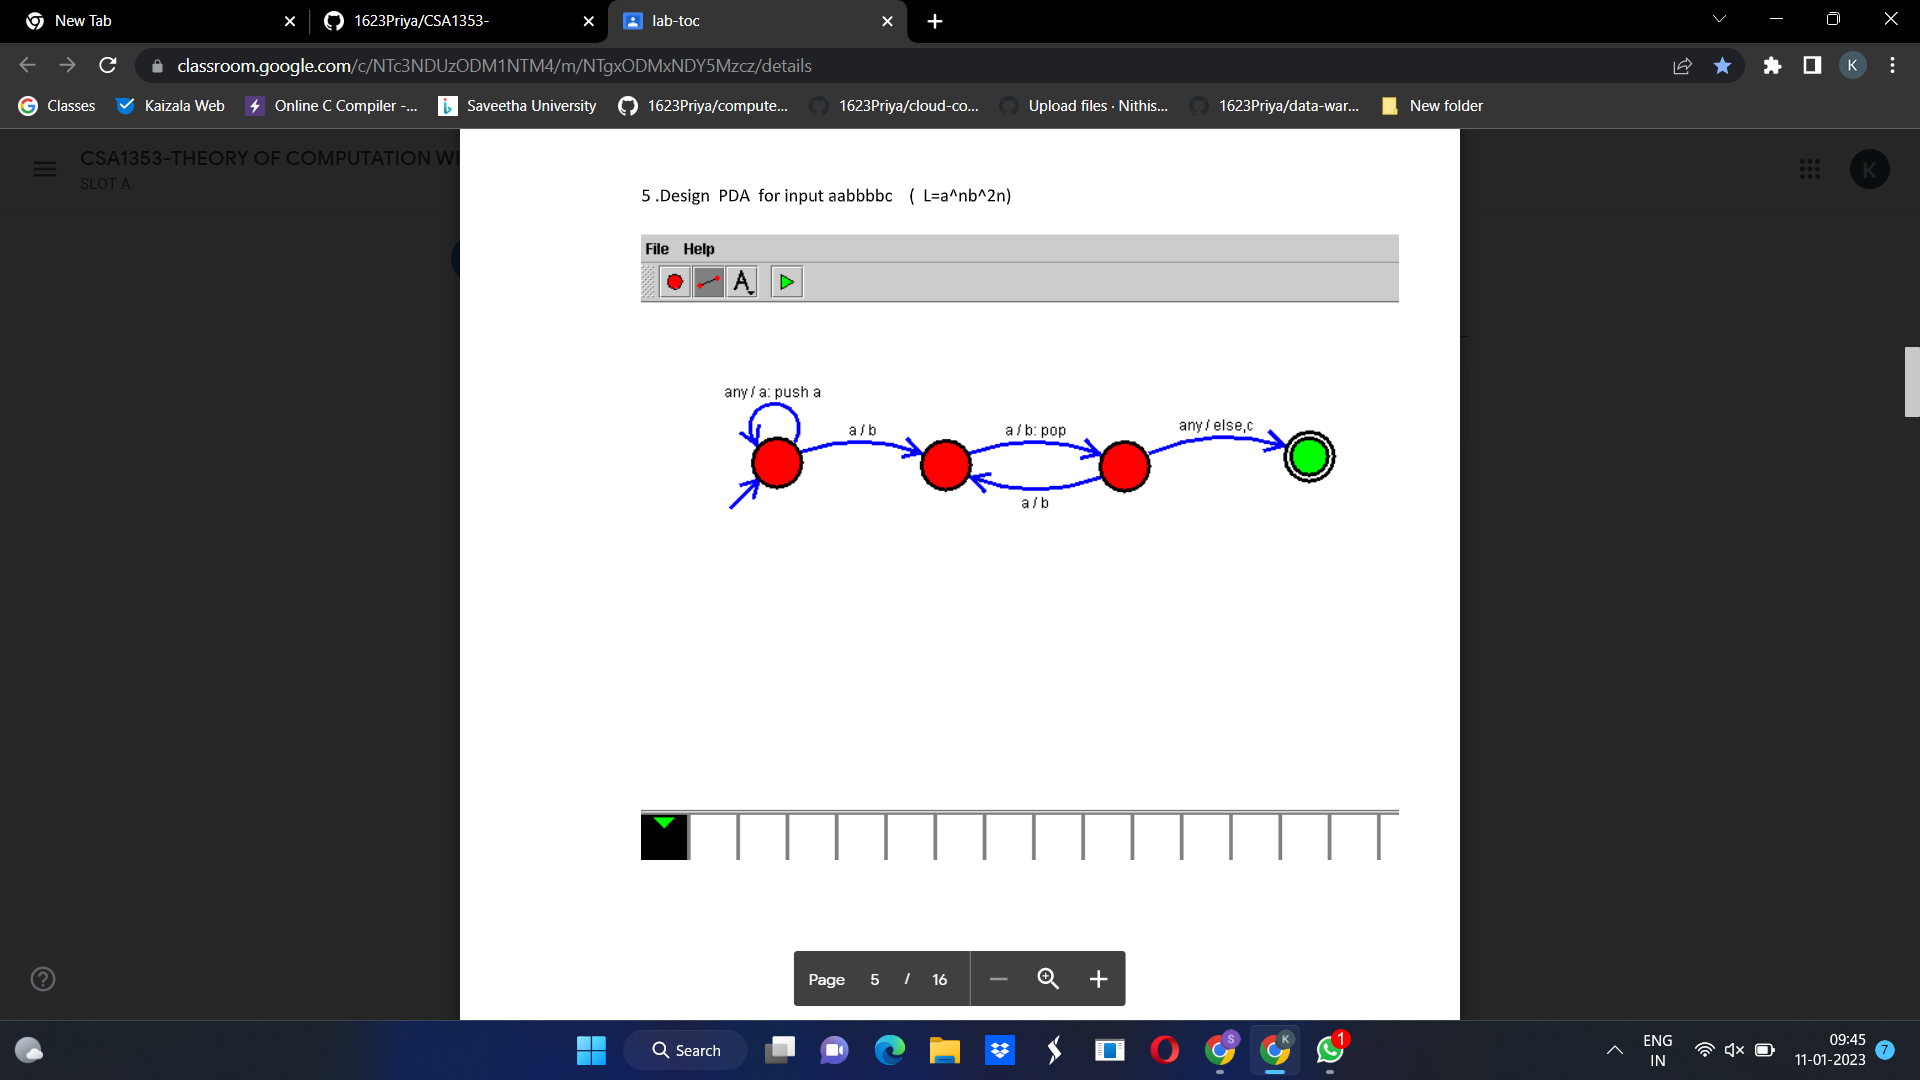 New Tab
1623Priya/CSA1353-
lab-toc
classroom.google.com/c/NTc3NDUzODM1NTM4/m/NTgxODMxNDY5Mzcz/details
K
Classes
Kaizala Web
Online C Compiler -...
Saveetha University
1623Priya/compute...
1623Priya/cloud-co...
Upload files · Nithis...
1623Priya/data-war...
New folder
CSA1353-THEORY OF COMPUTATION WI
SLOT A
K
5 .Design PDA for input aabbbbc ( L=a^nb^2n)
File Help
A
any / a: push a
a / b
a / b: pop
any / else,c
a / b
Page 5 / 16
Search
S
K
1
ENG
IN
09:45
11-01-2023
7